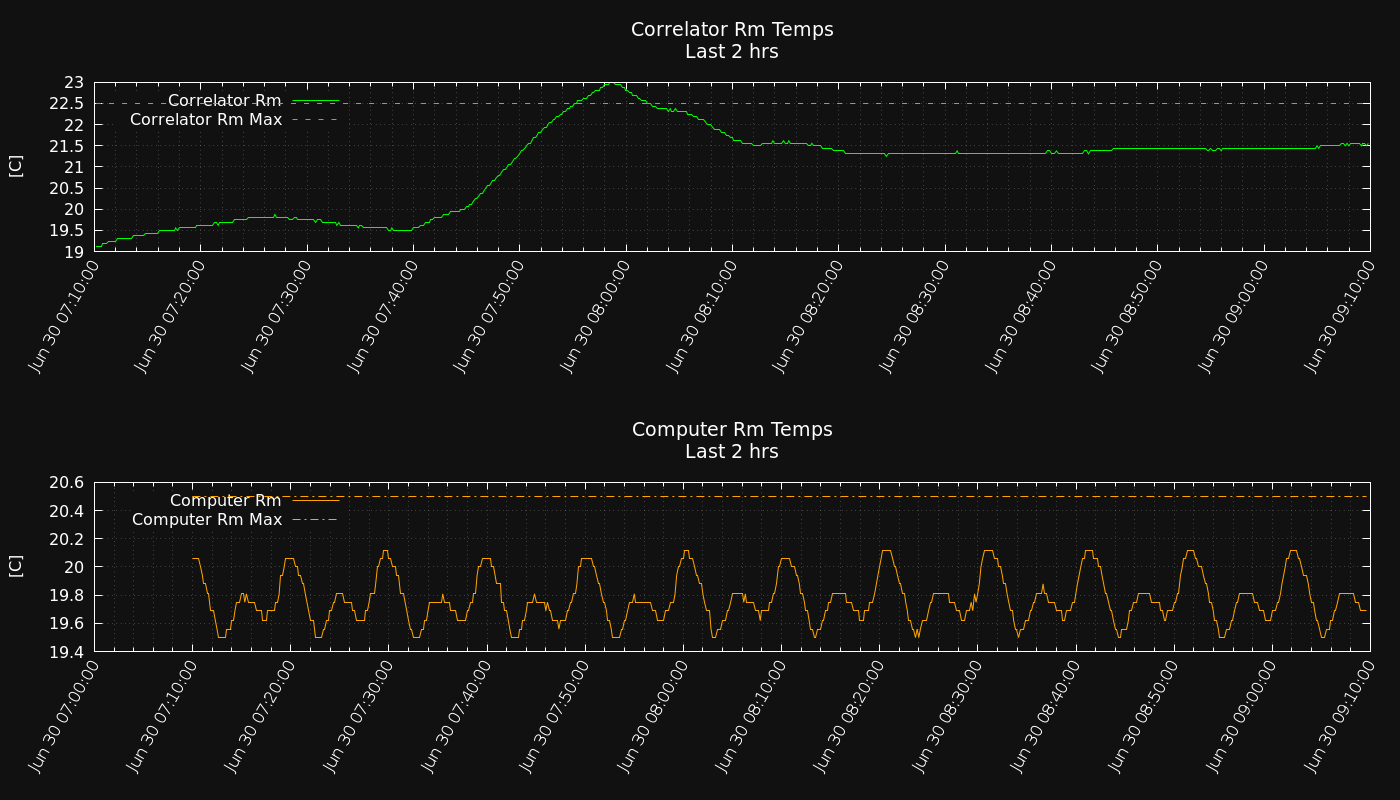 Correlator Rm Temps
Last 2 hrs
23
22.5
22
21.5
21
20.5
20
19.5
19
[C]
Correlator Rm
Correlator Rm Max
Jun 30 07:10:00
Jun 30 07:20:00
Jun 30 07:30:00
Jun 30 07:40:00
Jun 30 07:50:00
Jun 30 08:00:00
Jun 30 08:10:00
Jun 30 08:20:00
Jun 30 08:30:00
Jun 30 08:40:00
Jun 30 08:50:00
Jun 30 09:00:00
Jun 30 09:10:00
Computer Rm Temps
Last 2 hrs
20.6
20.4
20.2
20
19.8
19.6
19.4
[C]
Computer Rm
Computer Rm Max
Jun 30 07:00:00
Jun 30 07:10:00
Jun 30 07:20:00
Jun 30 07:30:00
Jun 30 07:40:00
Jun 30 07:50:00
Jun 30 08:00:00
Jun 30 08:10:00
Jun 30 08:20:00
Jun 30 08:30:00
Jun 30 08:40:00
Jun 30 08:50:00
Jun 30 09:00:00
Jun 30 09:10:00